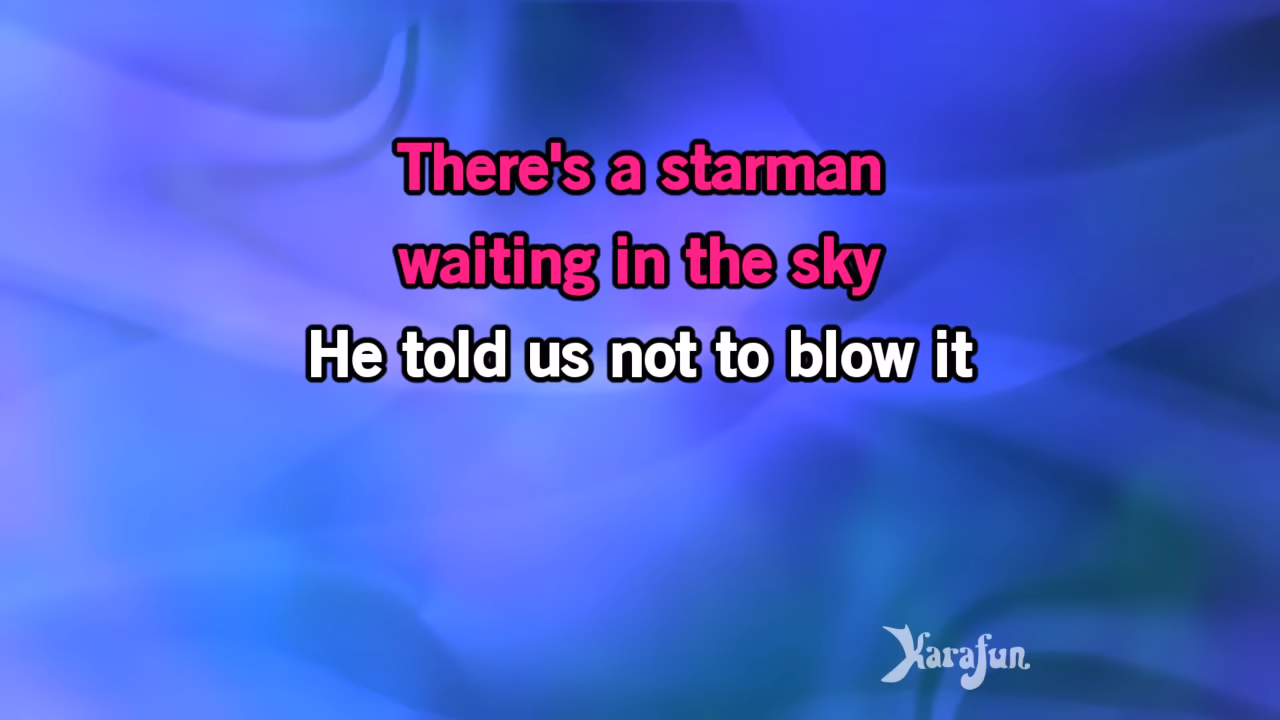 There's a starman
waiting in the sky
He told us not to blow it
Karafun